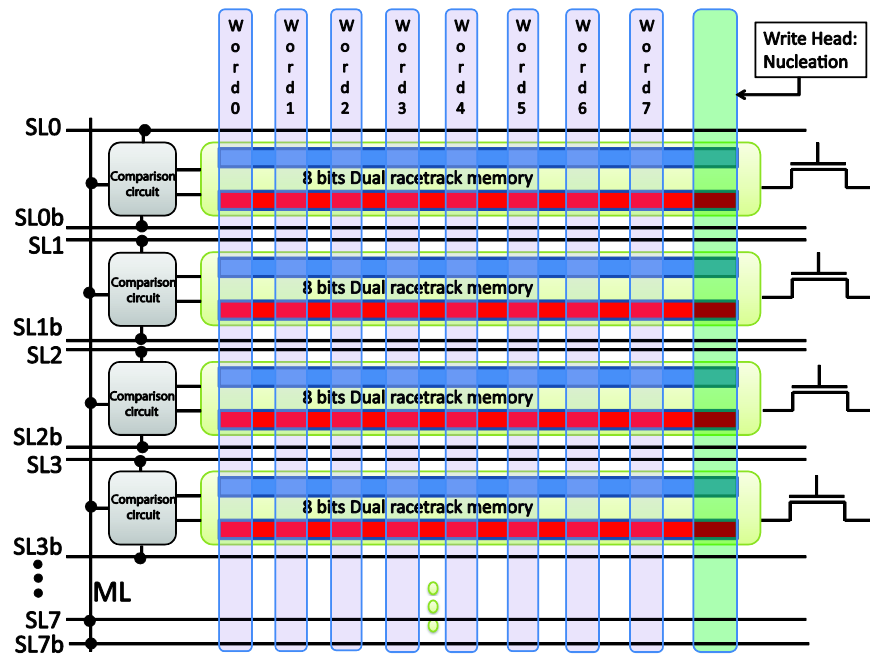 Word0
Word1
Word2
Word3
Word4
Word5
Word6
Word7
Write Head:
Nucleation
SL0
Comparison
circuit
8 bits Dual racetrack memory
SL0b
SL1
Comparison
circuit
8 bits Dual racetrack memory
SL1b
SL2
Comparison
circuit
8 bits Dual racetrack memory
SL2b
SL3
Comparison
circuit
8 bits Dual racetrack memory
SL3b
ML
SL7
SL7b